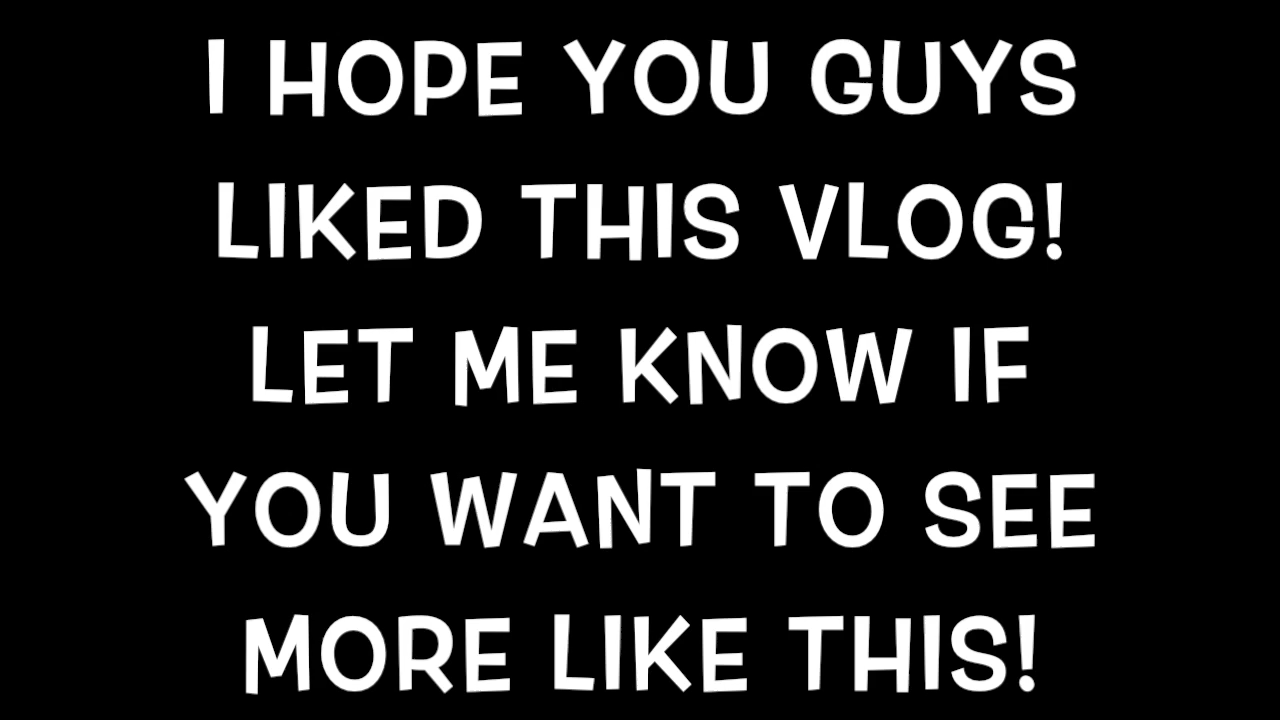 I HOPE YOU GUYS
LIKED THIS VLOG!
LET ME KNOW IF
YOU WANT TO SEE
MORE LIKE THIS!